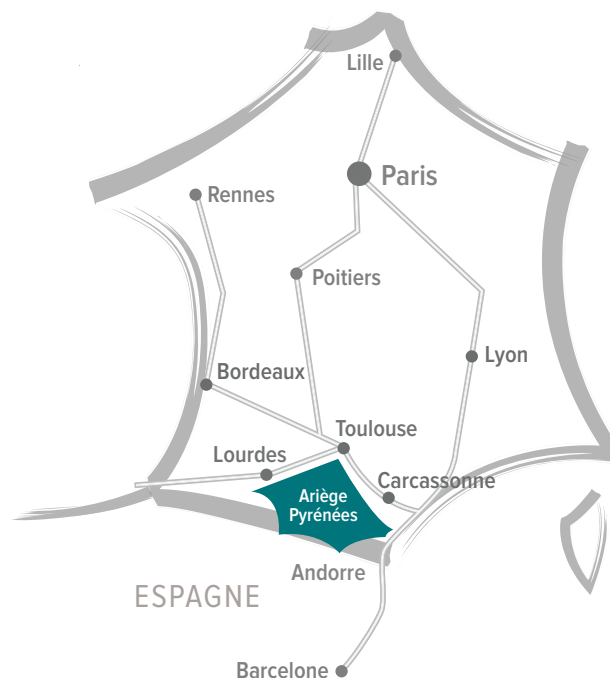 Lille
Paris
Rennes
Poitiers
Lyon
Bordeaux
Toulouse
Lourdes
Carcassonne
Ariège
Pyrénées
Andorre
ESPAGNE
Barcelone